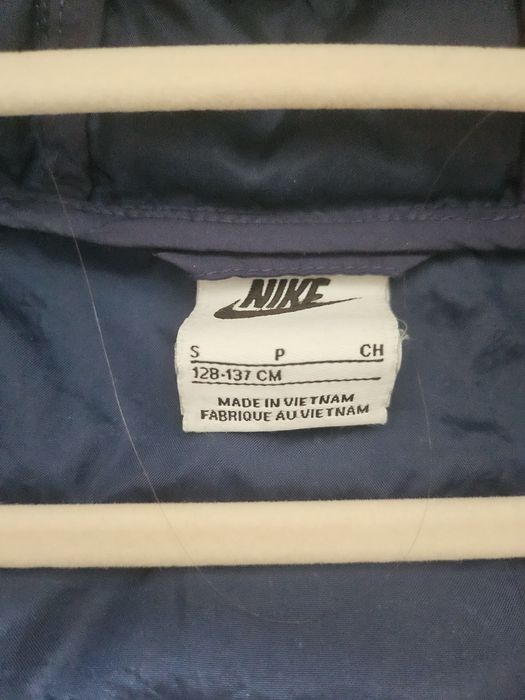 NIKE
S P CH
128-137 CM
MADE IN VIETNAM
FABRIQUE AU VIETNAM